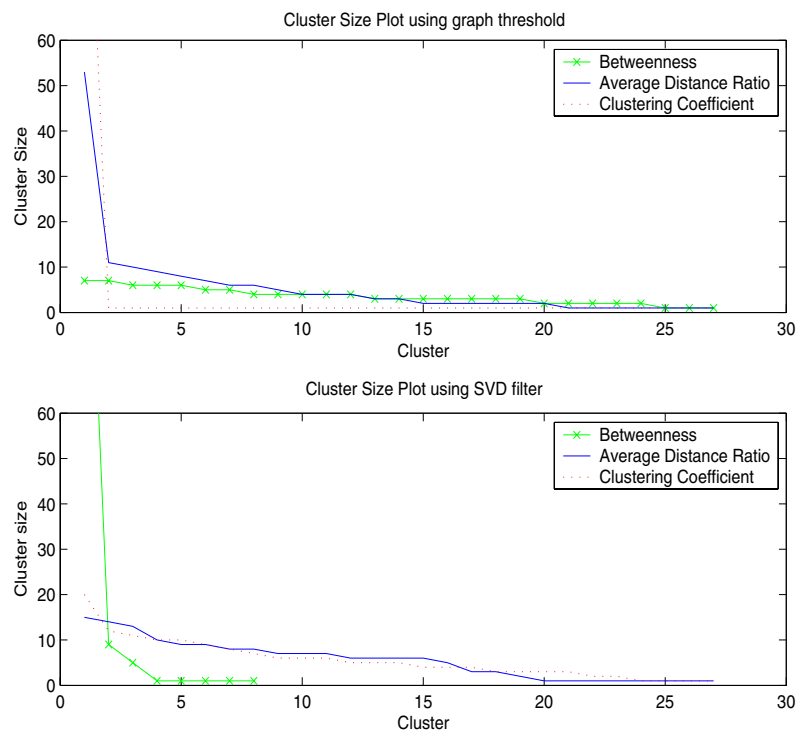 Cluster Size Plot using graph threshold
60
50
40
30
20
10
0
Cluster Size
Betweenness
Average Distance Ratio
Clustering Coefficient
0 5 10 15 20 25 30
Cluster
Cluster Size Plot using SVD filter
60
50
40
30
20
10
0
Cluster size
Betweenness
Average Distance Ratio
Clustering Coefficient
0 5 10 15 20 25 30
Cluster